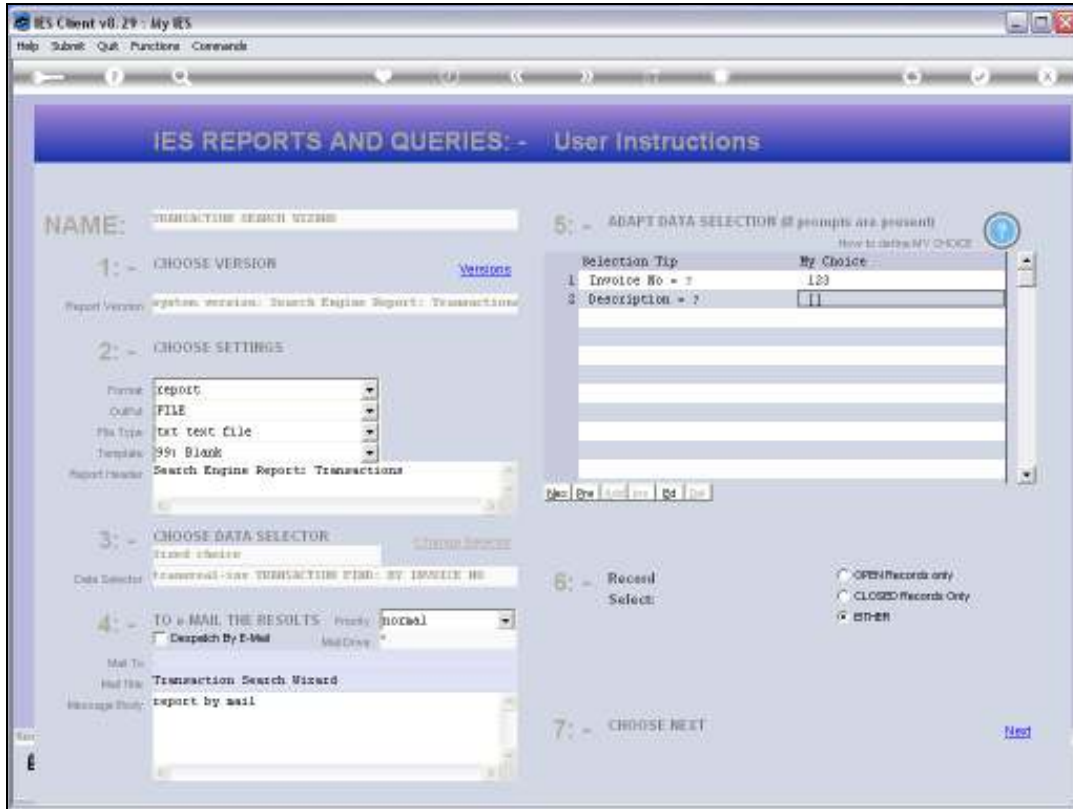 IES Client v8.29 : My IES
Help Submit Quit Functions Commands
IES REPORTS AND QUERIES: - User Instructions
NAME: TRANSACTION SEARCH WIZARD
1: - CHOOSE VERSION
Versions
Report Version system version: Search Engine Report: Transactions
2: - CHOOSE SETTINGS
Format report
Output FILE
File Type txt text file
Template 99: Blank
Report Header Search Engine Report: Transactions
3: - CHOOSE DATA SELECTOR
Change Selector
fixed choice
Data Selector TRANSACTION FIND: BY INVOICE NO
4: - TO e-MAIL THE RESULTS Priority normal
Despatch By E-Mail Mail Drive *
Mail To
Mail Title Transaction Search Wizard
Message Body report by mail
5: - ADAPT DATA SELECTION (if prompts are present)
How to define MY CHOICE
Selection Tip My Choice
1 Invoice No = ? 123
2 Description = ? []
Nex Pre Add Ins Ed Del
6: - Record
Select:
OPEN Records only
CLOSED Records Only
EITHER
7: - CHOOSE NEXT
Next